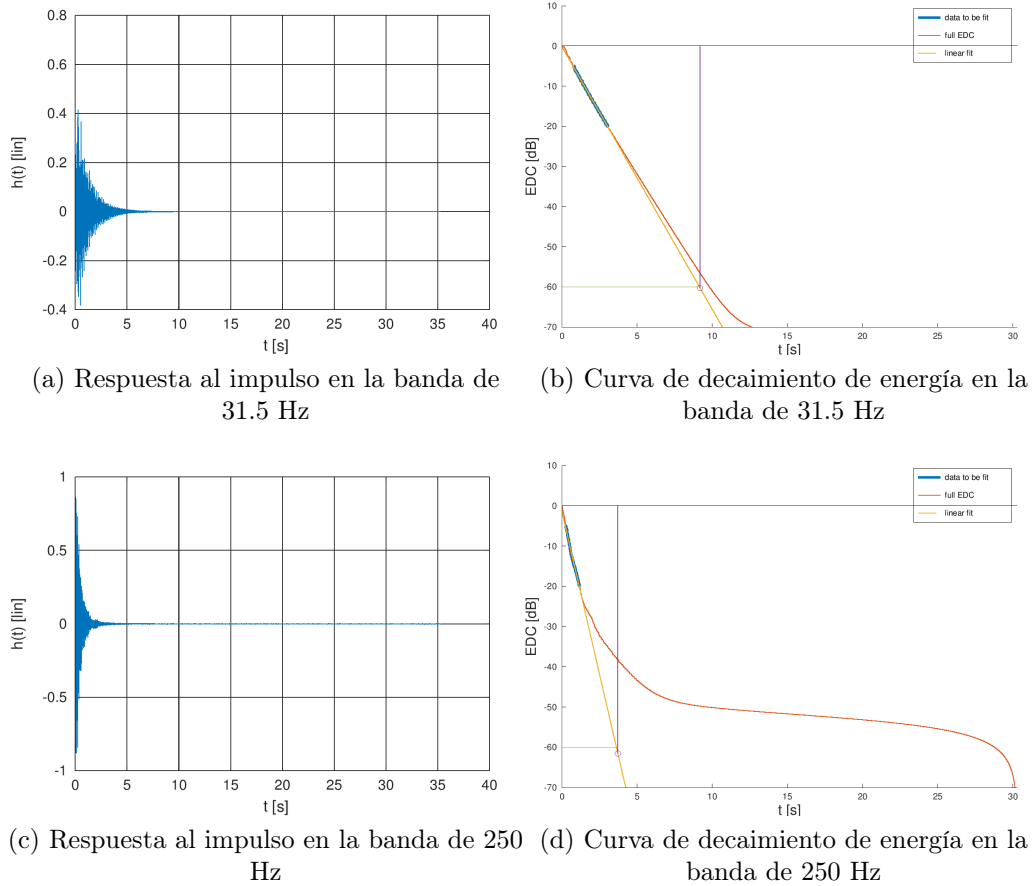 0.8
0.6
0.4
0.2
0
-0.2
-0.4
h(t) [lin]
0 5 10 15 20 25 30 35 40
t [s]
(a) Respuesta al impulso en la banda de
31.5 Hz
10
0
-10
-20
-30
-40
-50
-60
-70
EDC [dB]
data to be fit
full EDC
linear fit
0 5 10 15 20 25 30
t [s]
(b) Curva de decaimiento de energía en la
banda de 31.5 Hz
1
0.5
0
-0.5
-1
h(t) [lin]
0 5 10 15 20 25 30 35 40
t [s]
(c) Respuesta al impulso en la banda de 250
Hz
10
0
-10
-20
-30
-40
-50
-60
-70
EDC [dB]
data to be fit
full EDC
linear fit
0 5 10 15 20 25 30
t [s]
(d) Curva de decaimiento de energía en la
banda de 250 Hz